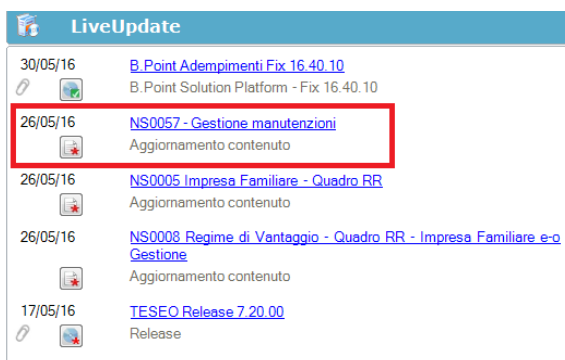 LiveUpdate
30/05/16 B.Point Adempimenti Fix 16.40.10
B.Point Solution Platform - Fix 16.40.10
26/05/16 NS0057 - Gestione manutenzioni
Aggiornamento contenuto
26/05/16 NS0005 Impresa Familiare - Quadro RR
Aggiornamento contenuto
26/05/16 NS0008 Regime di Vantaggio - Quadro RR - Impresa Familiare e-o
Gestione
Aggiornamento contenuto
17/05/16 TESEO Release 7.20.00
Release